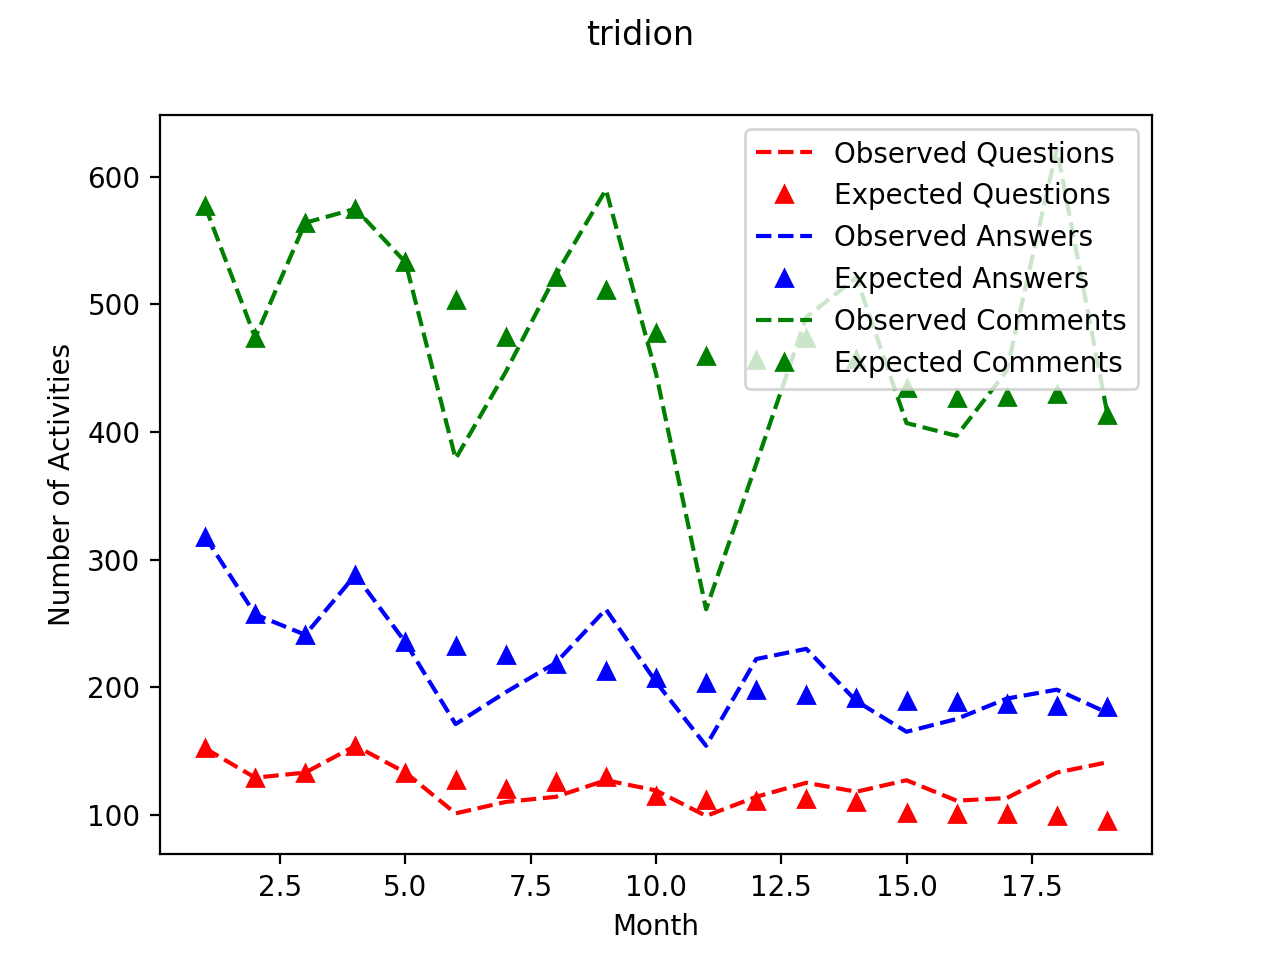 tridion
Observed Questions
Expected Questions
Observed Answers
Expected Answers
Observed Comments
Expected Comments
600
500
400
300
200
100
Number of Activities
2.5 5.0 7.5 10.0 12.5 15.0 17.5
Month